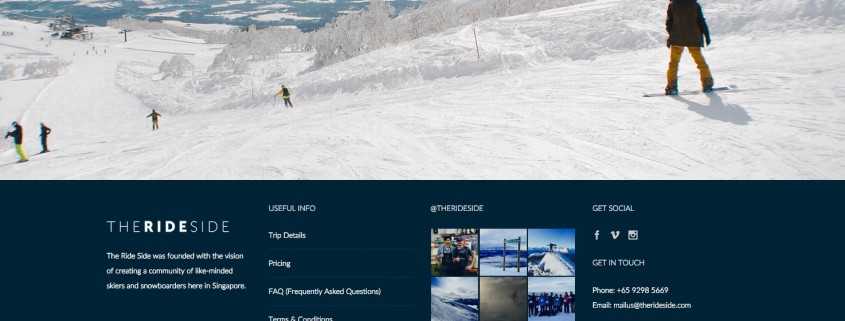 THERIDESIDE
The Ride Side was founded with the vision
of creating a community of like-minded
skiers and snowboarders here in Singapore.
USEFUL INFO
Trip Details
Pricing
FAQ (Frequently Asked Questions)
Terms & Conditions
@THERIDESIDE
GET SOCIAL
GET IN TOUCH
Phone: +65 9298 5669
Email: mailus@therideside.com